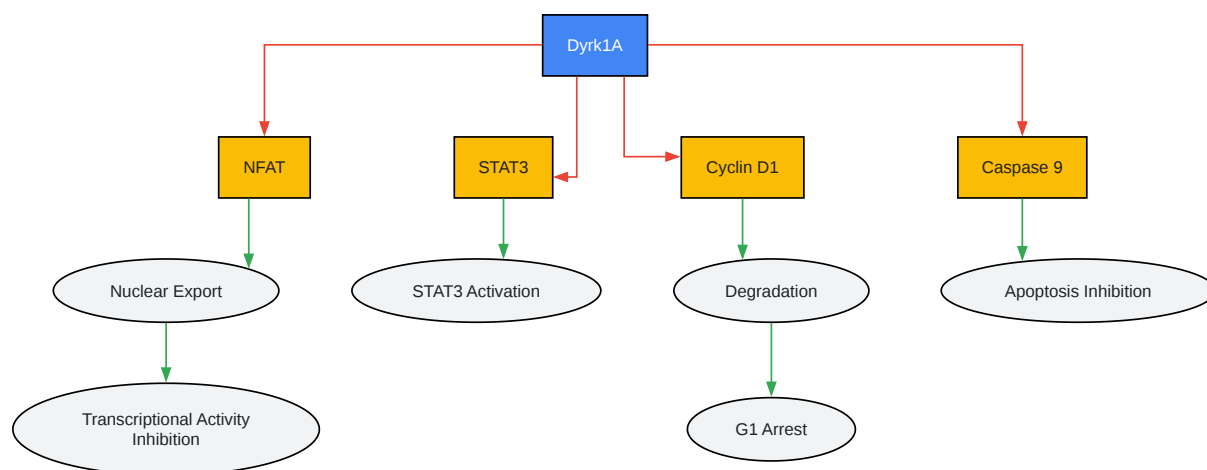 Dyrk1A
NFAT
STAT3
Cyclin D1
Caspase 9
Nuclear Export
STAT3 Activation
Degradation
Apoptosis Inhibition
Transcriptional Activity
Inhibition
G1 Arrest